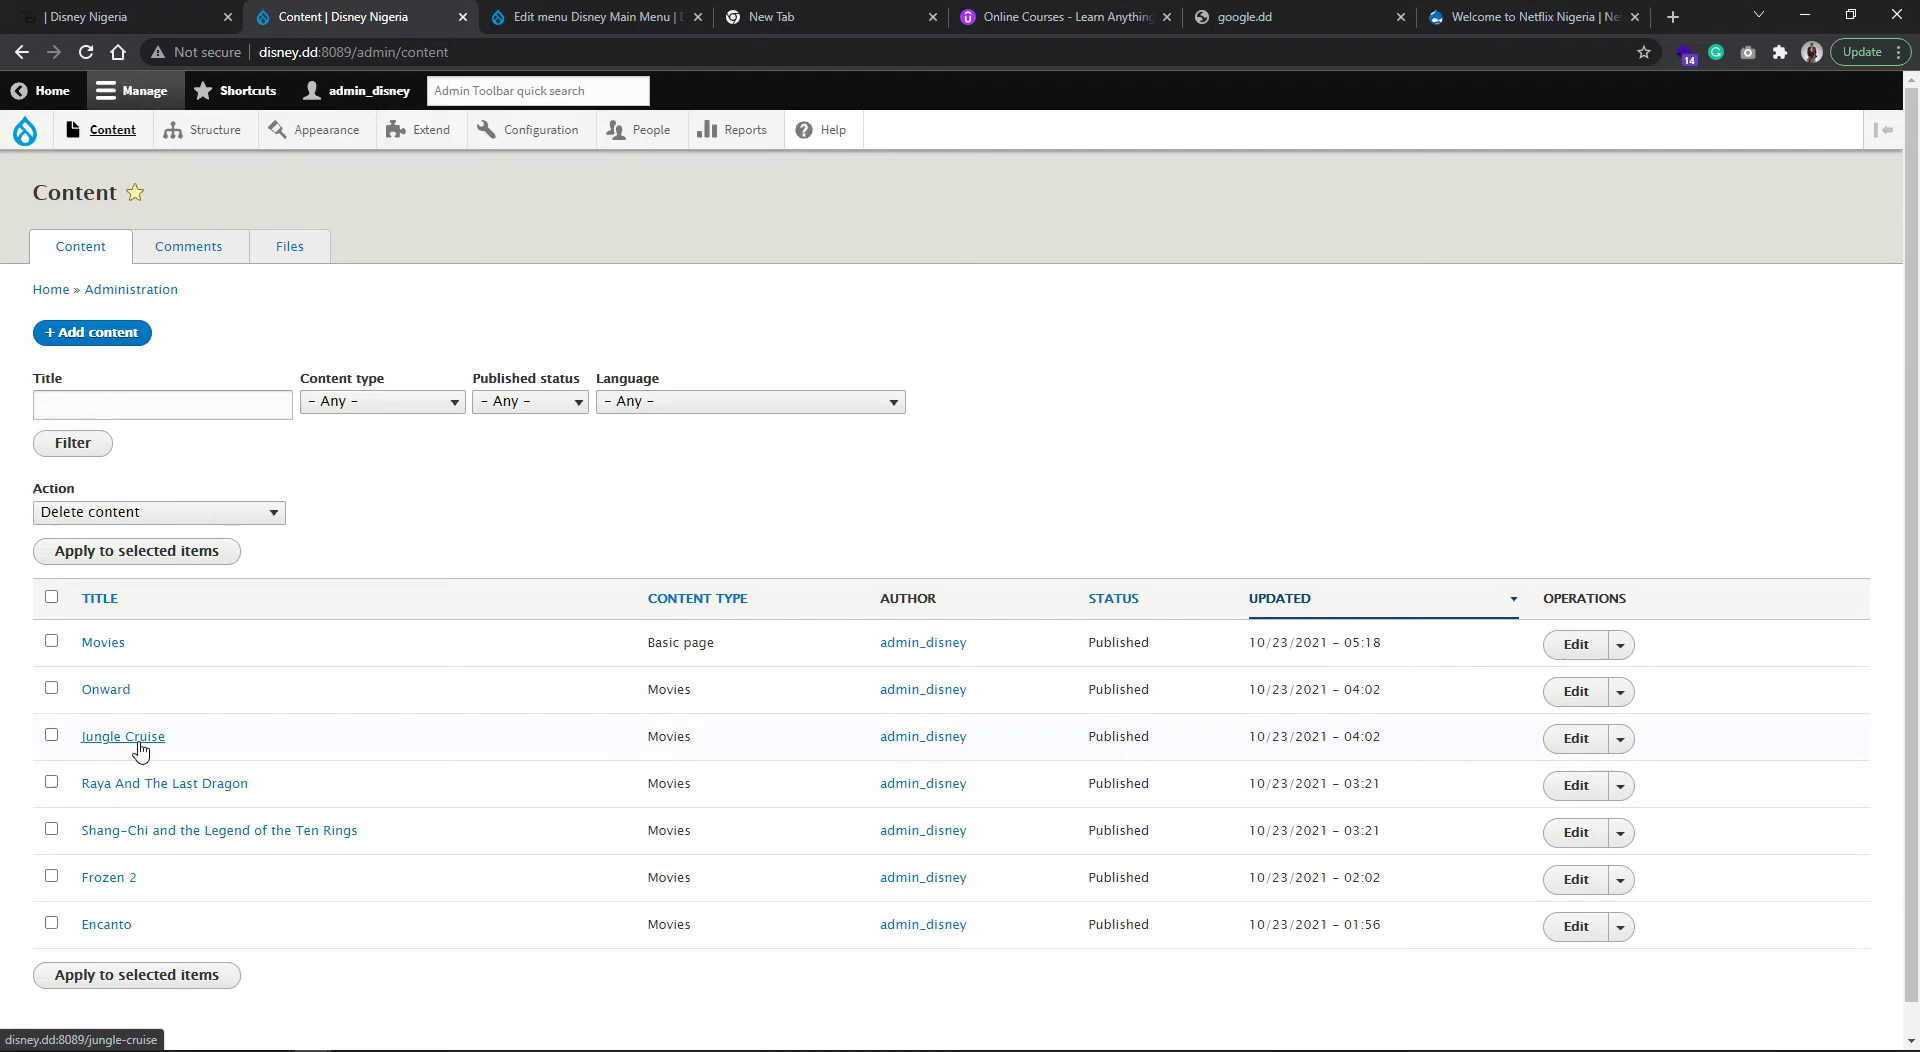 | Disney Nigeria
Content | Disney Nigeria
Edit menu Disney Main Menu |
New Tab
Online Courses - Learn Anything
google.dd
Welcome to Netflix Nigeria | Ne
Not secure
disney.dd:8089/admin/content
14
Update
Home
Manage
Shortcuts
admin_disney
Admin Toolbar quick search
Content
Structure
Appearance
Extend
Configuration
People
Reports
Help
Content
Content
Comments
Files
Home » Administration
+ Add content
Title
Content type
Published status
Language
- Any -
- Any -
- Any -
Filter
Action
Delete content
Apply to selected items
TITLE CONTENT TYPE AUTHOR STATUS UPDATED OPERATIONS
Movies Basic page admin_disney Published 10/23/2021 - 05:18 Edit
Onward Movies admin_disney Published 10/23/2021 - 04:02 Edit
Jungle Cruise Movies admin_disney Published 10/23/2021 - 04:02 Edit
Raya And The Last Dragon Movies admin_disney Published 10/23/2021 - 03:21 Edit
Shang-Chi and the Legend of the Ten Rings Movies admin_disney Published 10/23/2021 - 03:21 Edit
Frozen 2 Movies admin_disney Published 10/23/2021 - 02:02 Edit
Encanto Movies admin_disney Published 10/23/2021 - 01:56 Edit
Apply to selected items
disney.dd:8089/jungle-cruise